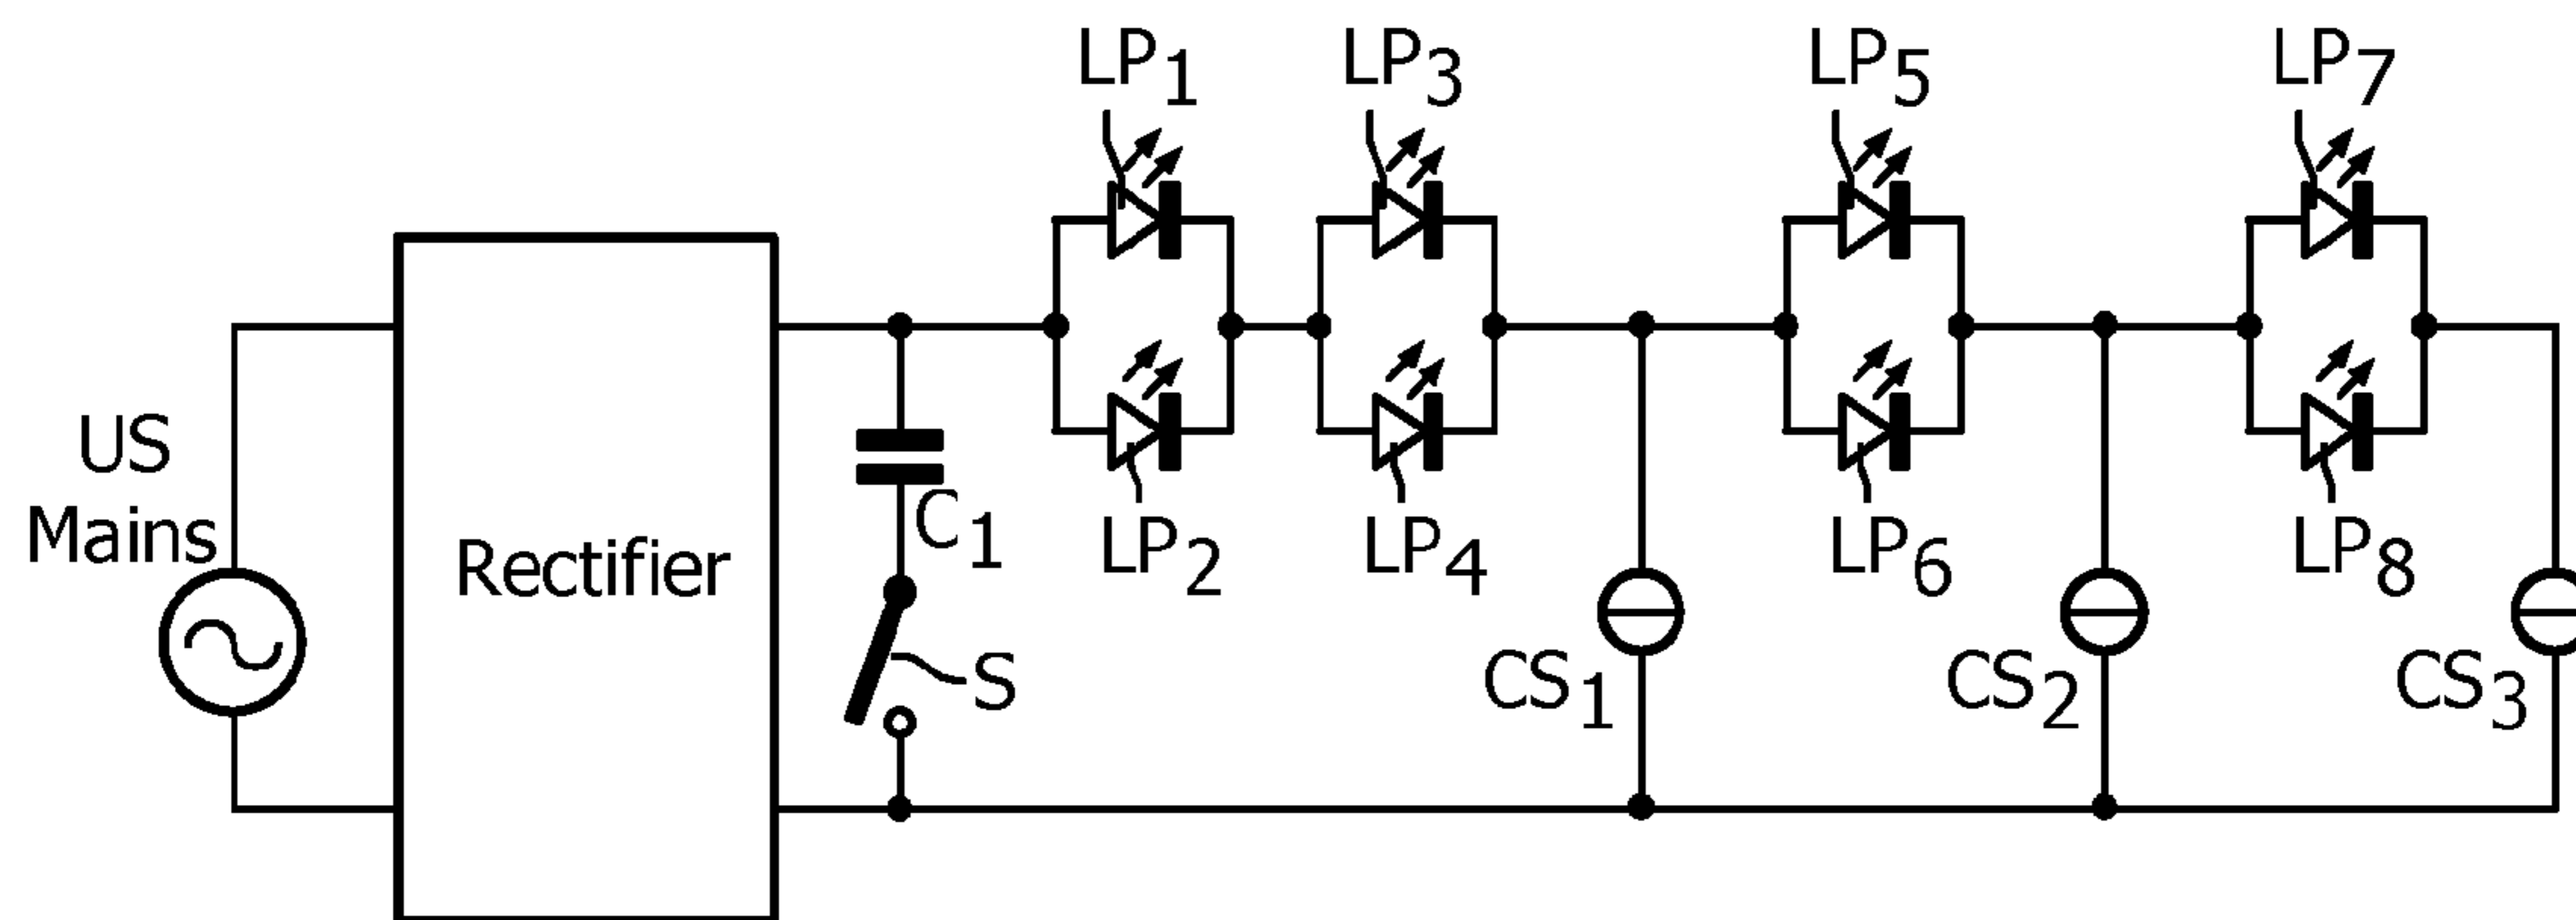 LP1
LP3
LP5
LP7
US
Mains
Rectifier
C1
S
LP2
LP4
LP6
LP8
CS1
CS2
CS3